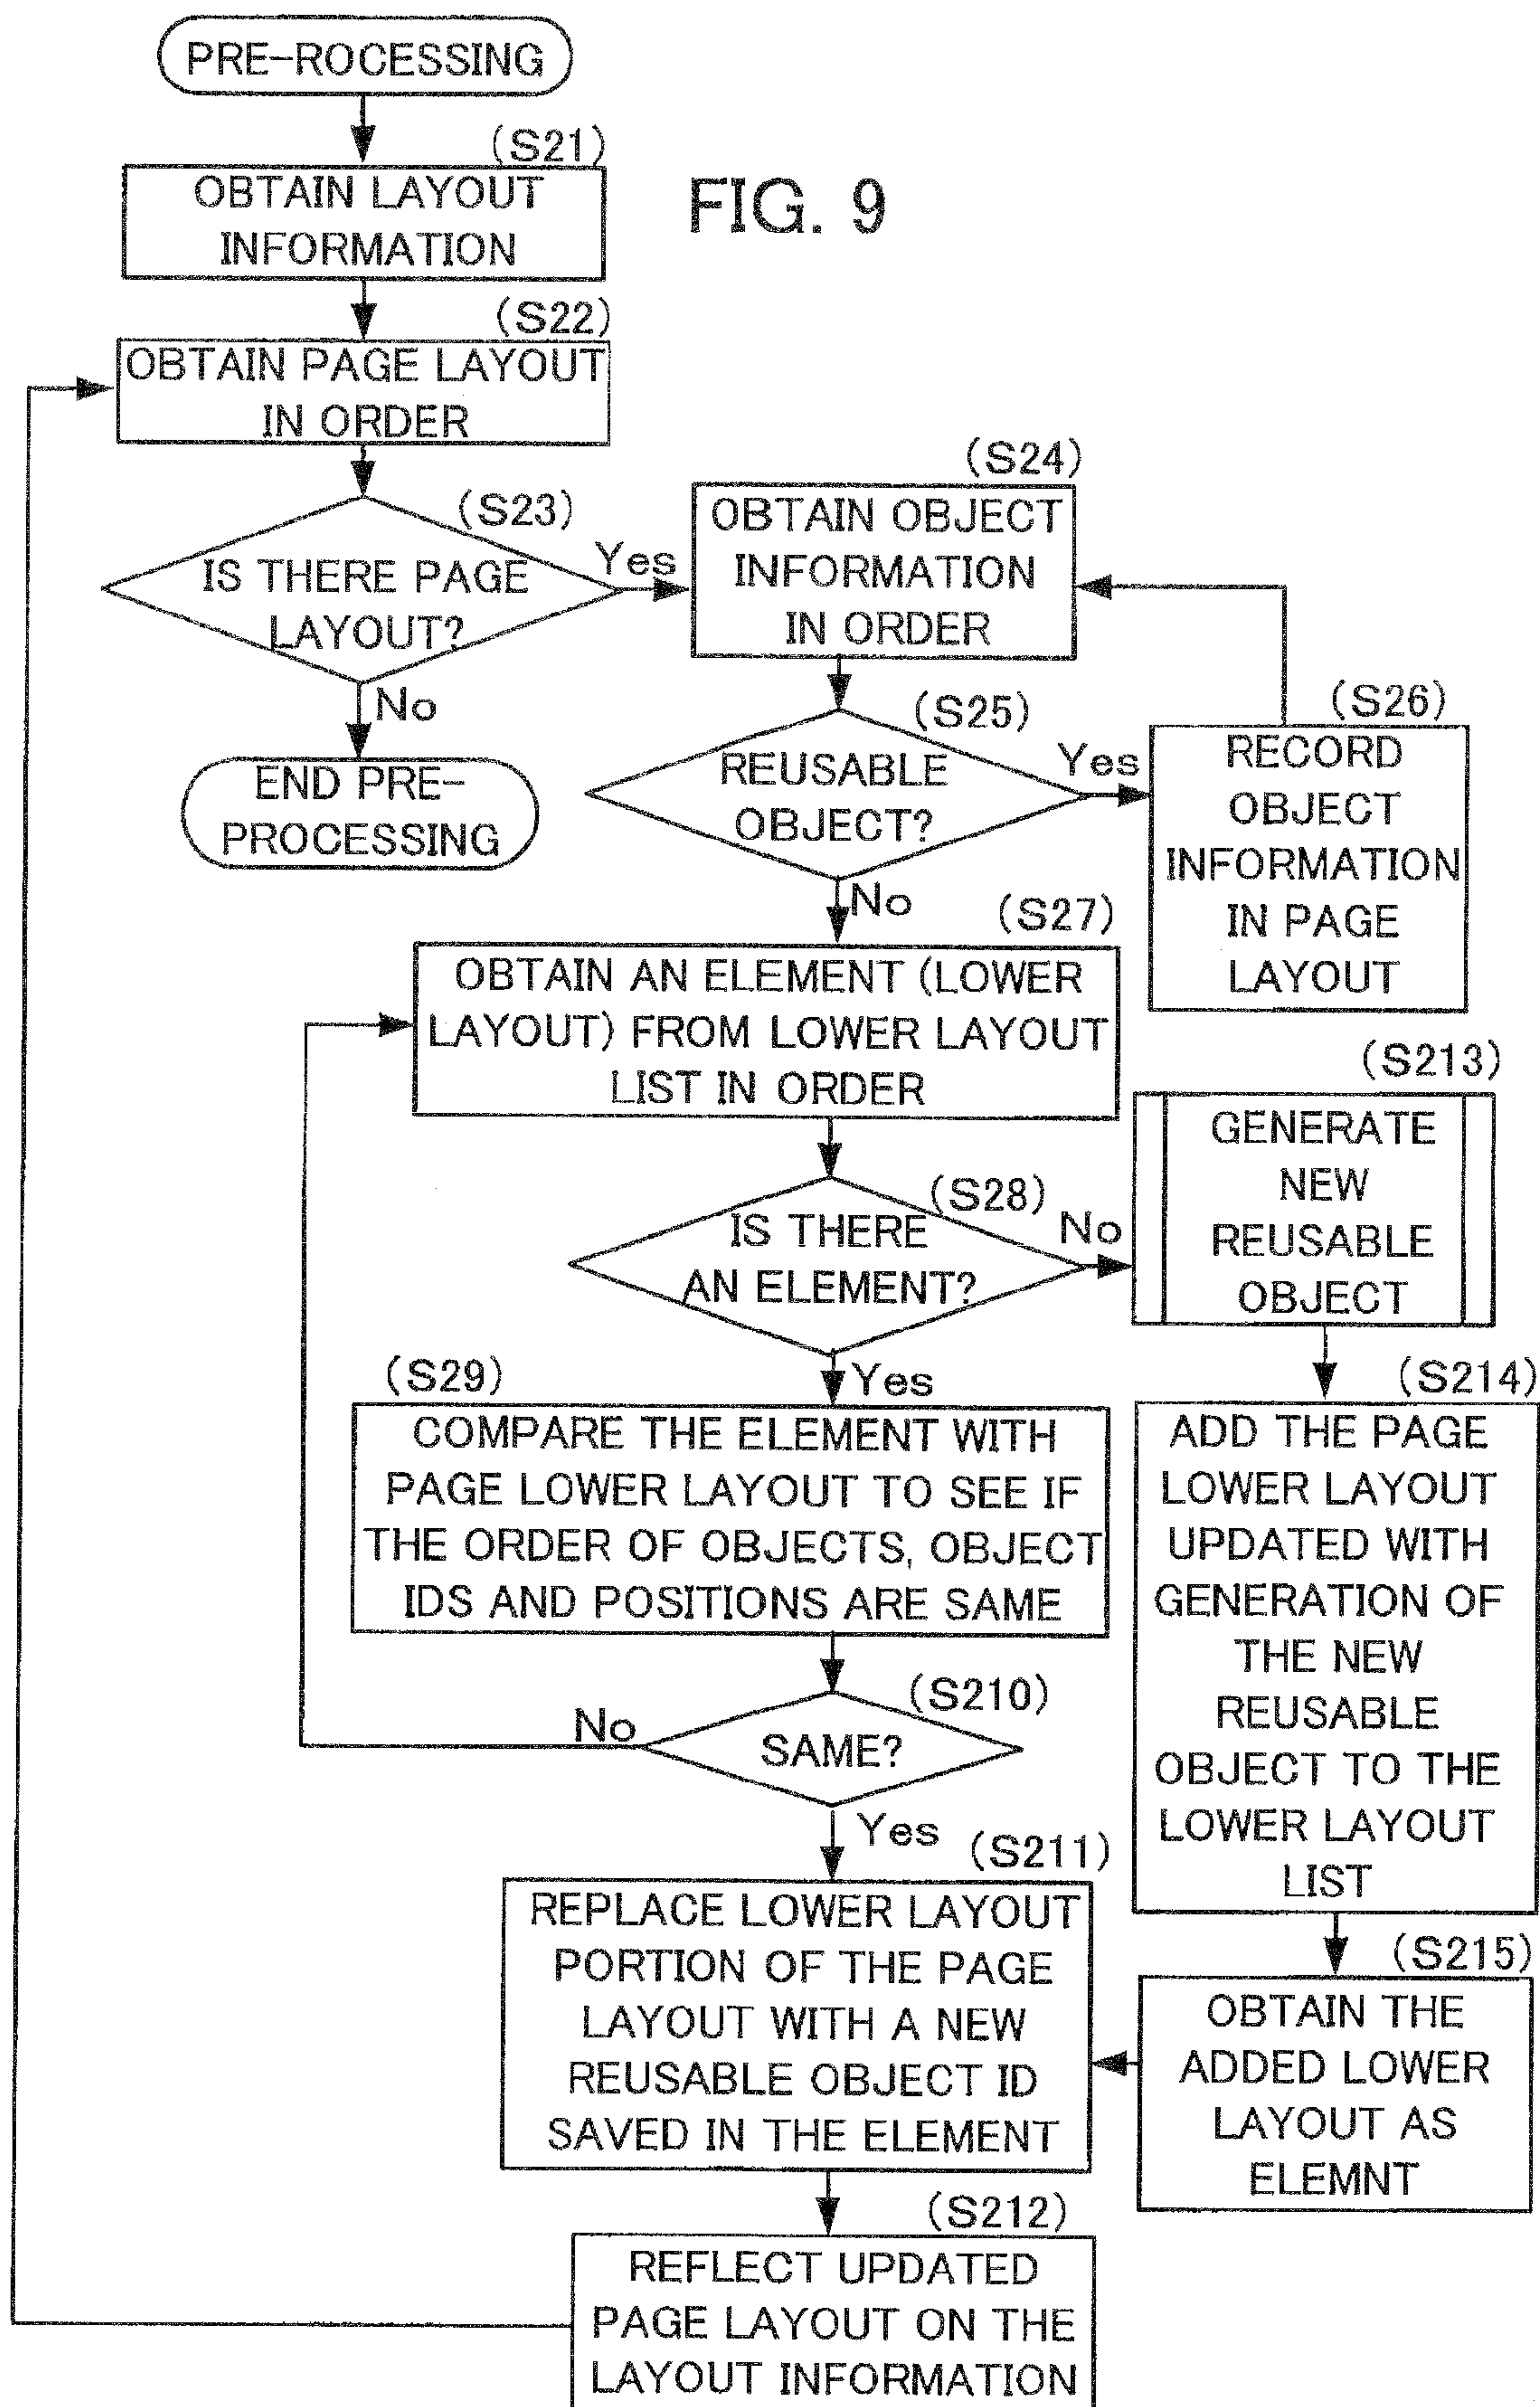 PRE-ROCESSING
(S21)
OBTAIN LAYOUT
INFORMATION
FIG. 9
(S22)
OBTAIN PAGE LAYOUT
IN ORDER
(S23)
IS THERE PAGE
LAYOUT?
Yes
No
END PRE-
PROCESSING
(S24)
OBTAIN OBJECT
INFORMATION
IN ORDER
(S25)
REUSABLE
OBJECT?
Yes
No
(S26)
RECORD
OBJECT
INFORMATION
IN PAGE
LAYOUT
(S27)
OBTAIN AN ELEMENT (LOWER
LAYOUT) FROM LOWER LAYOUT
LIST IN ORDER
(S28)
IS THERE
AN ELEMENT?
No
Yes
(S213)
GENERATE
NEW
REUSABLE
OBJECT
(S29)
COMPARE THE ELEMENT WITH
PAGE LOWER LAYOUT TO SEE IF
THE ORDER OF OBJECTS, OBJECT
IDS AND POSITIONS ARE SAME
(S214)
ADD THE PAGE
LOWER LAYOUT
UPDATED WITH
GENERATION OF
THE NEW
REUSABLE
OBJECT TO THE
LOWER LAYOUT
LIST
(S210)
SAME?
No
Yes
(S211)
REPLACE LOWER LAYOUT
PORTION OF THE PAGE
LAYOUT WITH A NEW
REUSABLE OBJECT ID
SAVED IN THE ELEMENT
(S215)
OBTAIN THE
ADDED LOWER
LAYOUT AS
ELEMNT
(S212)
REFLECT UPDATED
PAGE LAYOUT ON THE
LAYOUT INFORMATION